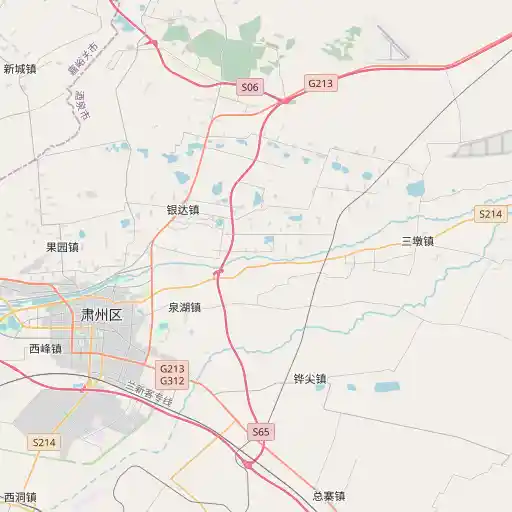 新城镇
嘉峪关市
酒泉市
S06
G213
银达镇
S214
果园镇
三墩镇
泉湖镇
肃州区
西峰镇
G213
G312
铧尖镇
兰新客专线
S65
S214
西洞镇
总寨镇